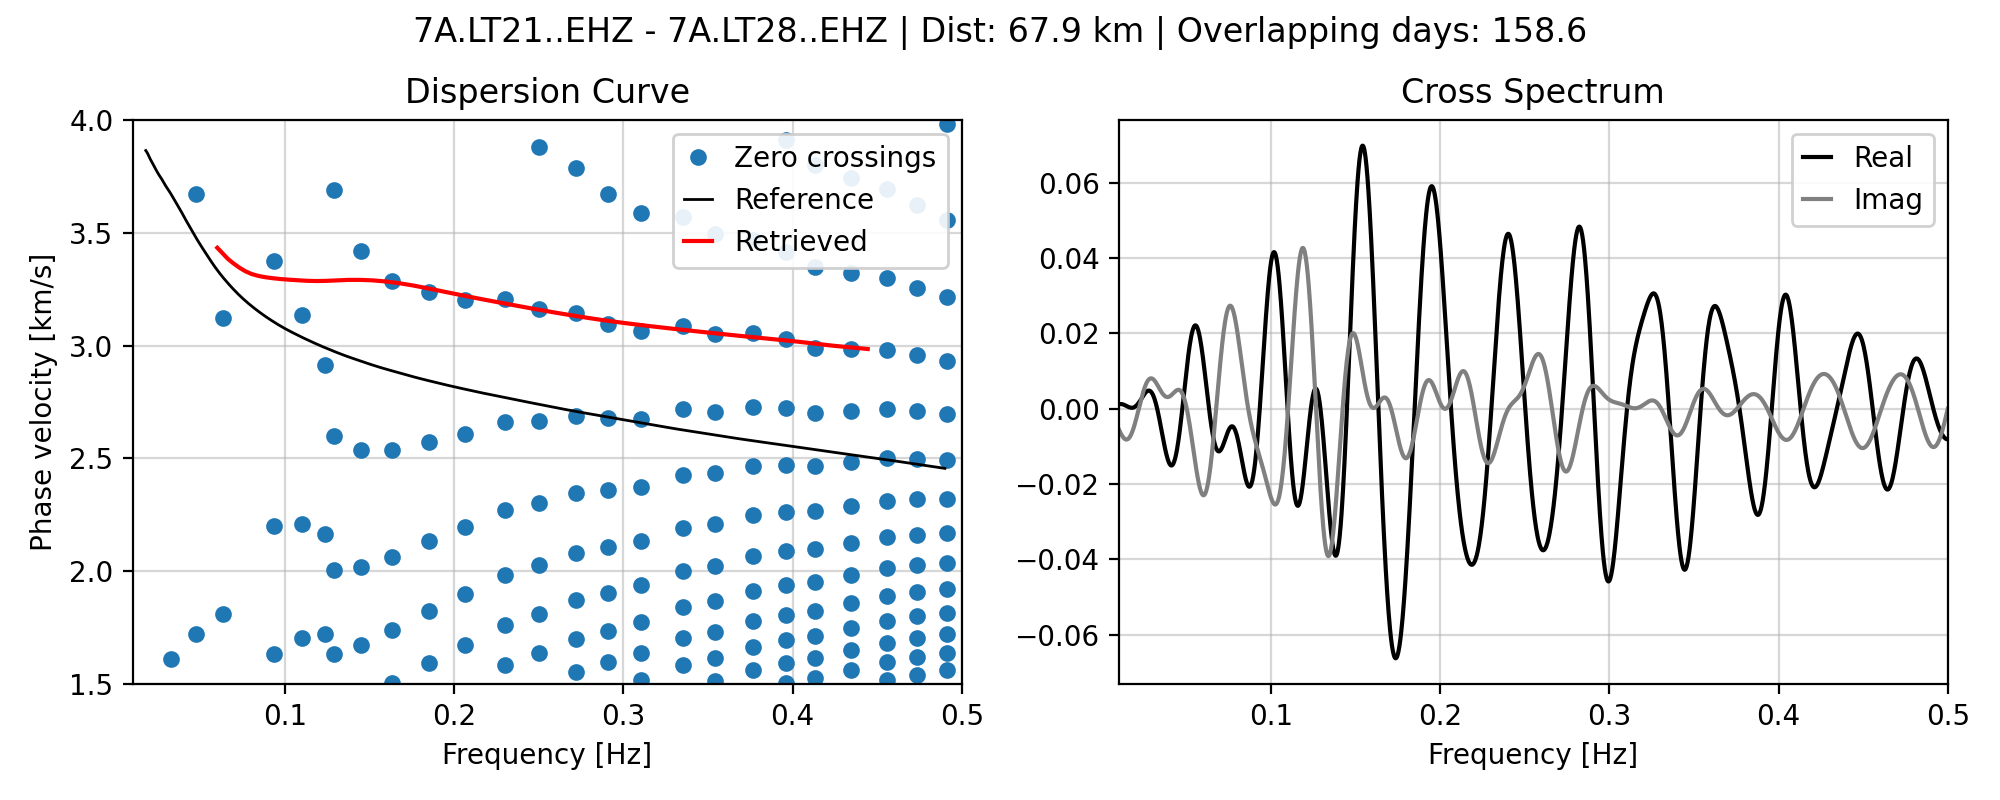 7A.LT21..EHZ - 7A.LT28..EHZ | Dist: 67.9 km | Overlapping days: 158.6
Dispersion Curve
4.0
3.5
3.0
2.5
2.0
1.5
Phase velocity [km/s]
0.1
0.2
0.3
0.4
0.5
Frequency [Hz]
Zero crossings
Reference
Retrieved
Cross Spectrum
0.06
0.04
0.02
0.00
−0.02
−0.04
−0.06
0.1
0.2
0.3
0.4
0.5
Frequency [Hz]
Real
Imag